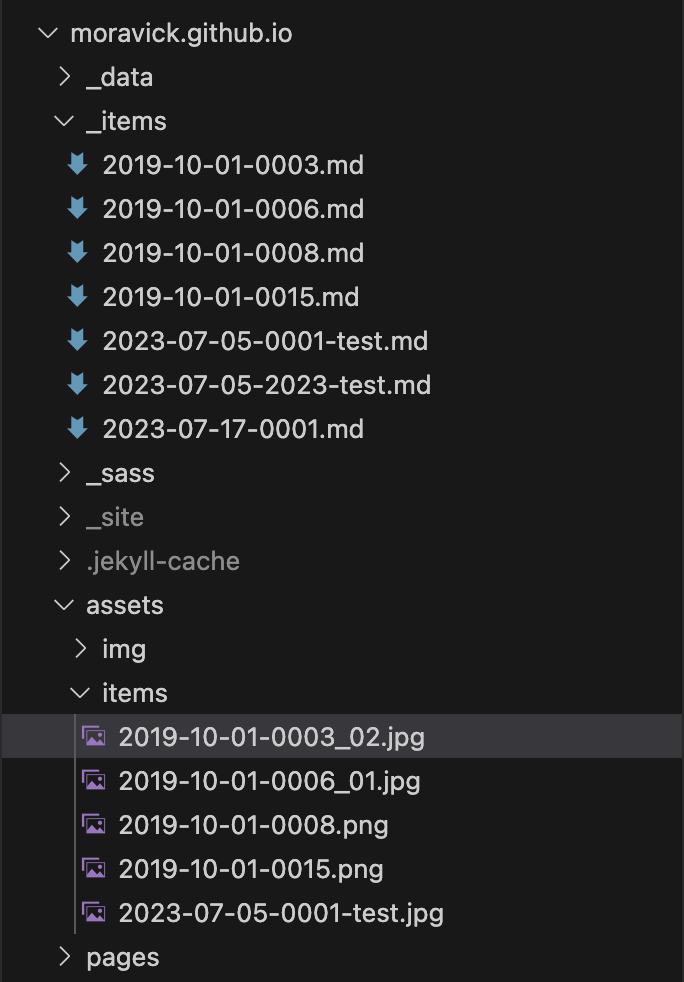 moravick.github.io
_data
_items
2019-10-01-0003.md
2019-10-01-0006.md
2019-10-01-0008.md
2019-10-01-0015.md
2023-07-05-0001-test.md
2023-07-05-2023-test.md
2023-07-17-0001.md
_sass
_site
.jekyll-cache
assets
img
items
2019-10-01-0003_02.jpg
2019-10-01-0006_01.jpg
2019-10-01-0008.png
2019-10-01-0015.png
2023-07-05-0001-test.jpg
pages